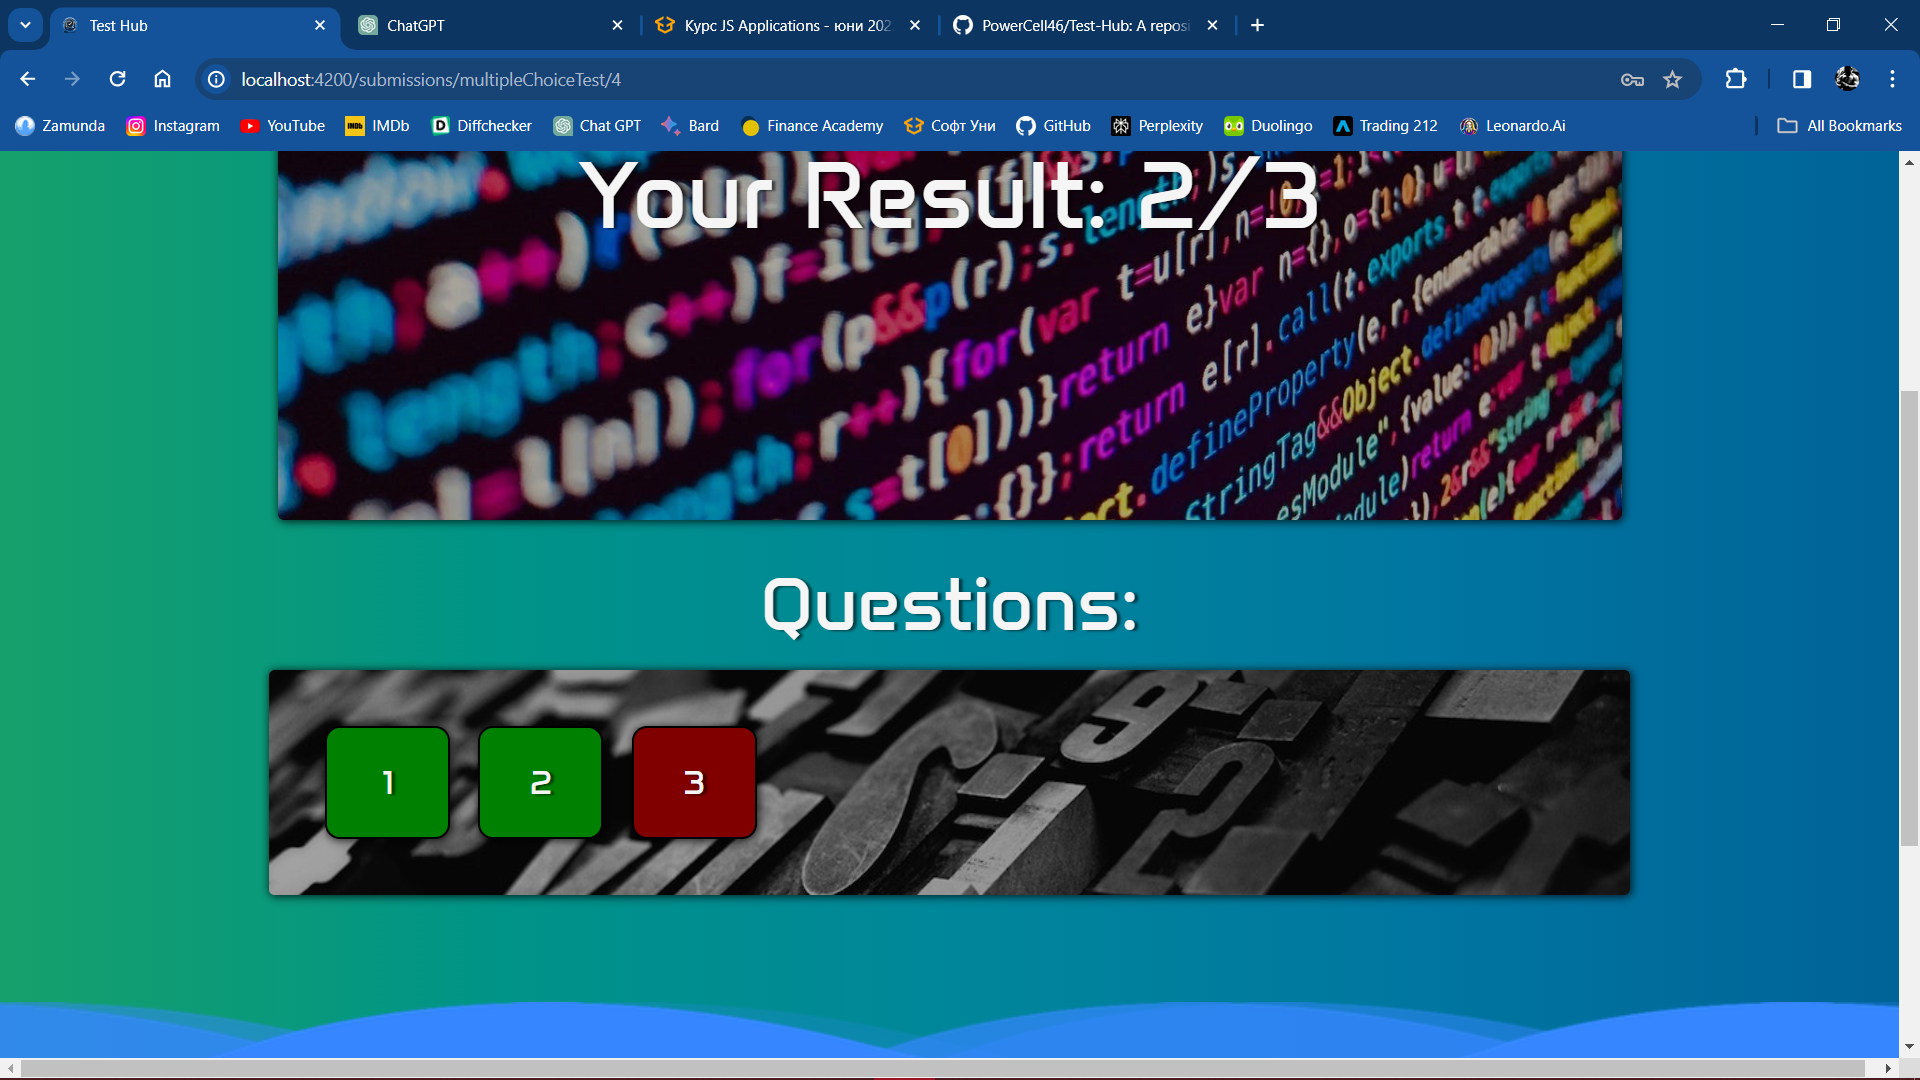 Test Hub
ChatGPT
Курс JS Applications - юни 202
PowerCell46/Test-Hub: A reposi
localhost:4200/submissions/multipleChoiceTest/4
Zamunda
Instagram
YouTube
IMDb
Diffchecker
Chat GPT
Bard
Finance Academy
Софт Уни
GitHub
Perplexity
Duolingo
Trading 212
Leonardo.Ai
All Bookmarks
Your Result: 2/3
Questions:
1
2
3